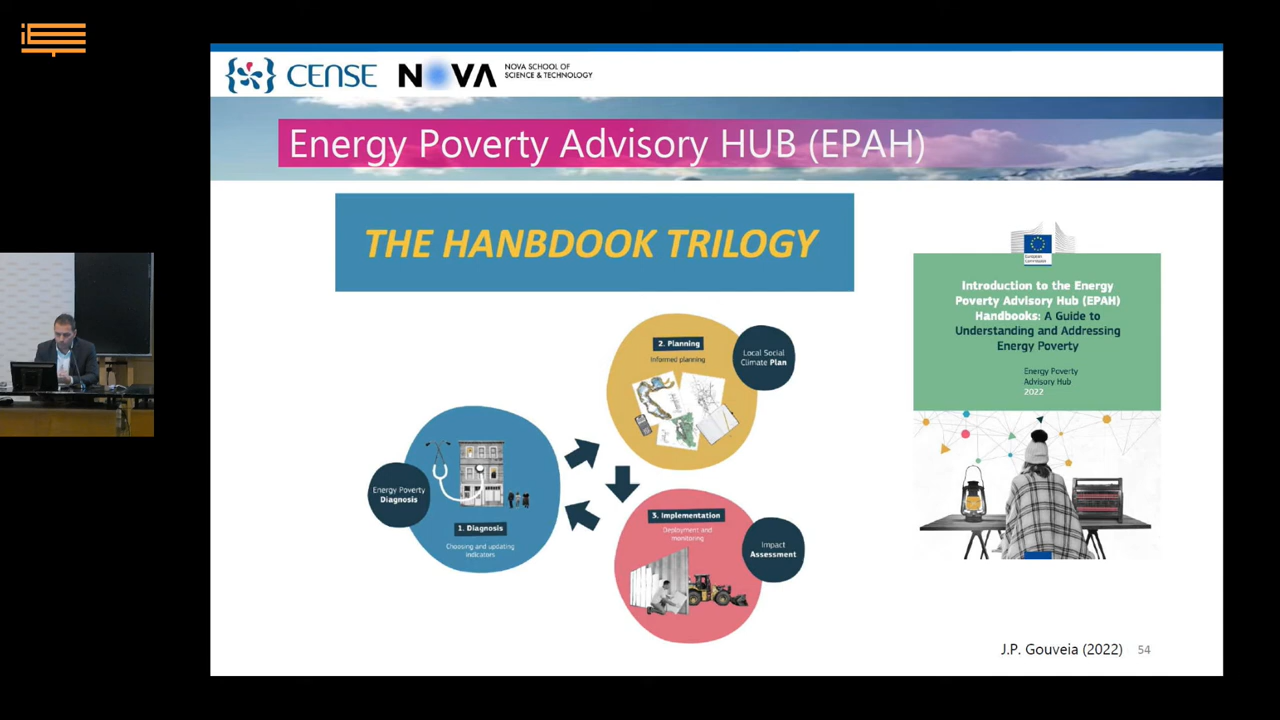 CENSE
NOVA
NOVA SCHOOL OF
SCIENCE & TECHNOLOGY
Energy Poverty Advisory HUB (EPAH)
THE HANBDOOK TRILOGY
2. Planning
Informed planning
Local Social
Climate Plan
Energy Poverty
Diagnosis
1. Diagnosis
Choosing and updating
indicators
3. Implementation
Deployment and
monitoring
Impact
Assessment
European
Commission
Introduction to the Energy
Poverty Advisory Hub (EPAH)
Handbooks: A Guide to
Understanding and Addressing
Energy Poverty
Energy Poverty
Advisory Hub
2022
J.P. Gouveia (2022)
54